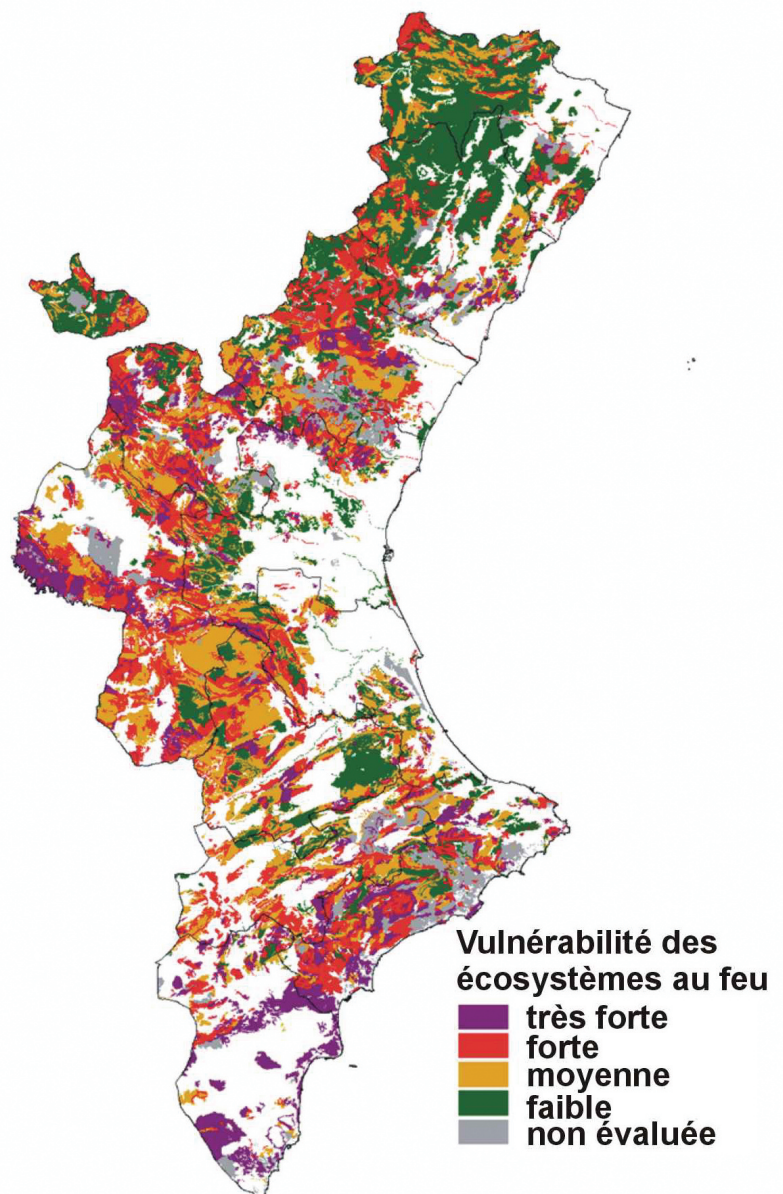 Vulnérabilité des
écosystèmes au feu
très forte
forte
moyenne
faible
non évaluée